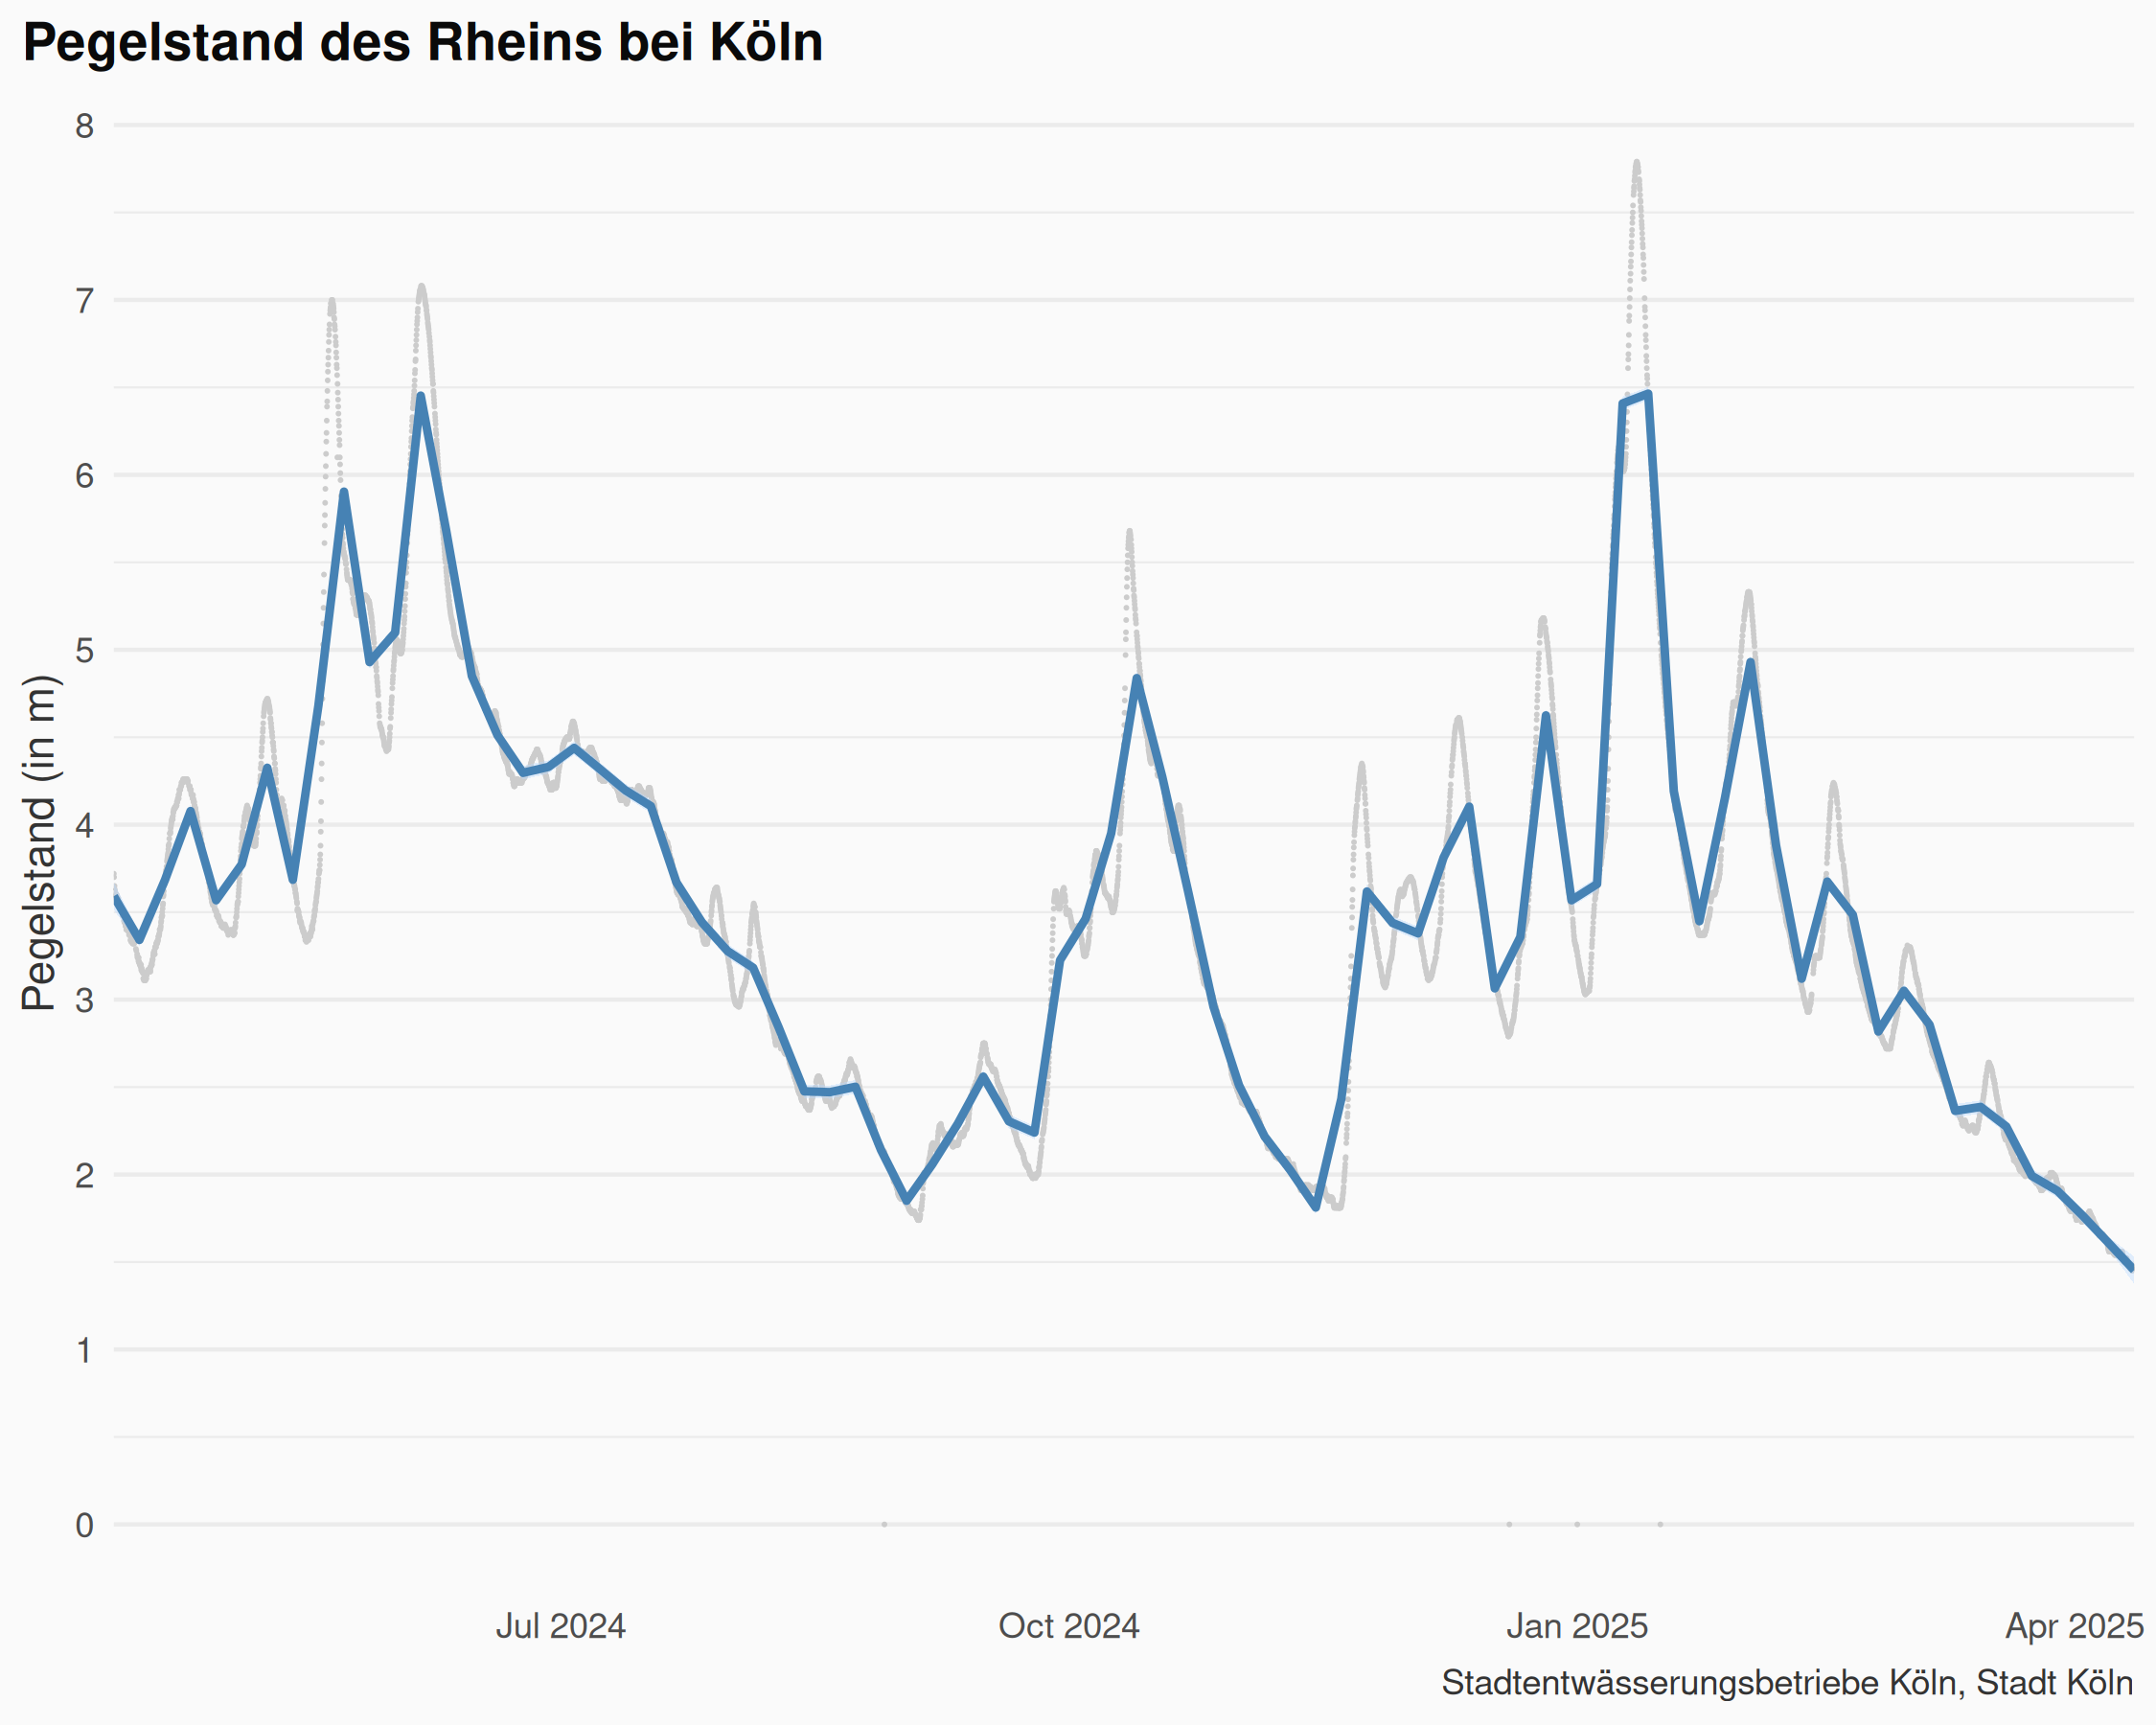 Pegelstand des Rheins bei Köln
Pegelstand (in m)
8
7
6
5
4
3
2
1
0
Jul 2024
Oct 2024
Jan 2025
Apr 2025
Stadtentwässerungsbetriebe Köln, Stadt Köln